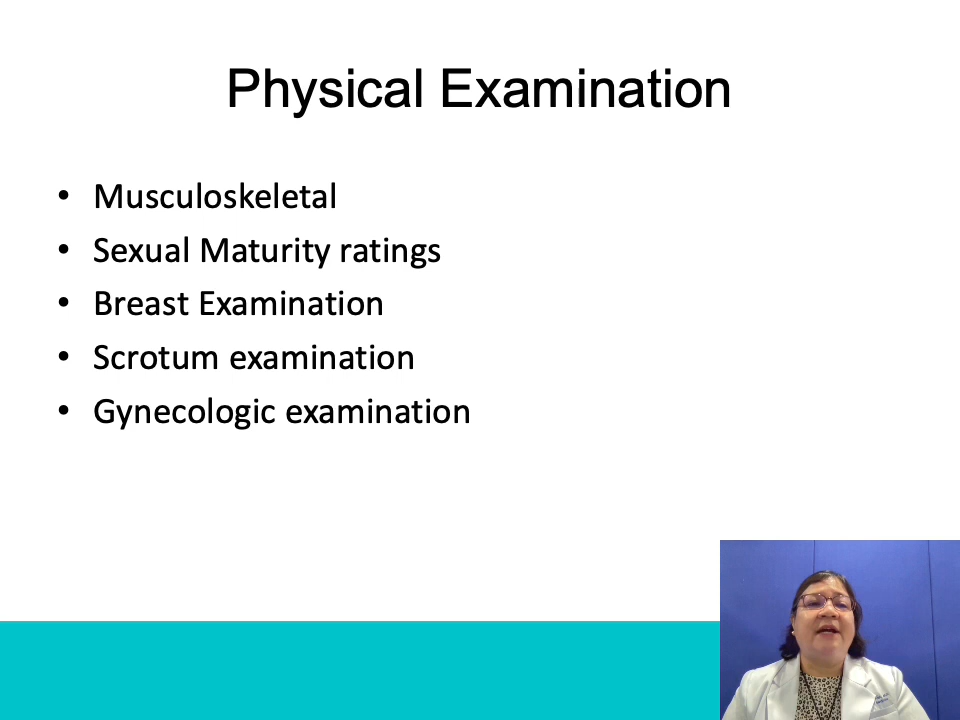 Physical Examination
• Musculoskeletal
• Sexual Maturity ratings
• Breast Examination
• Scrotum examination
• Gynecologic examination